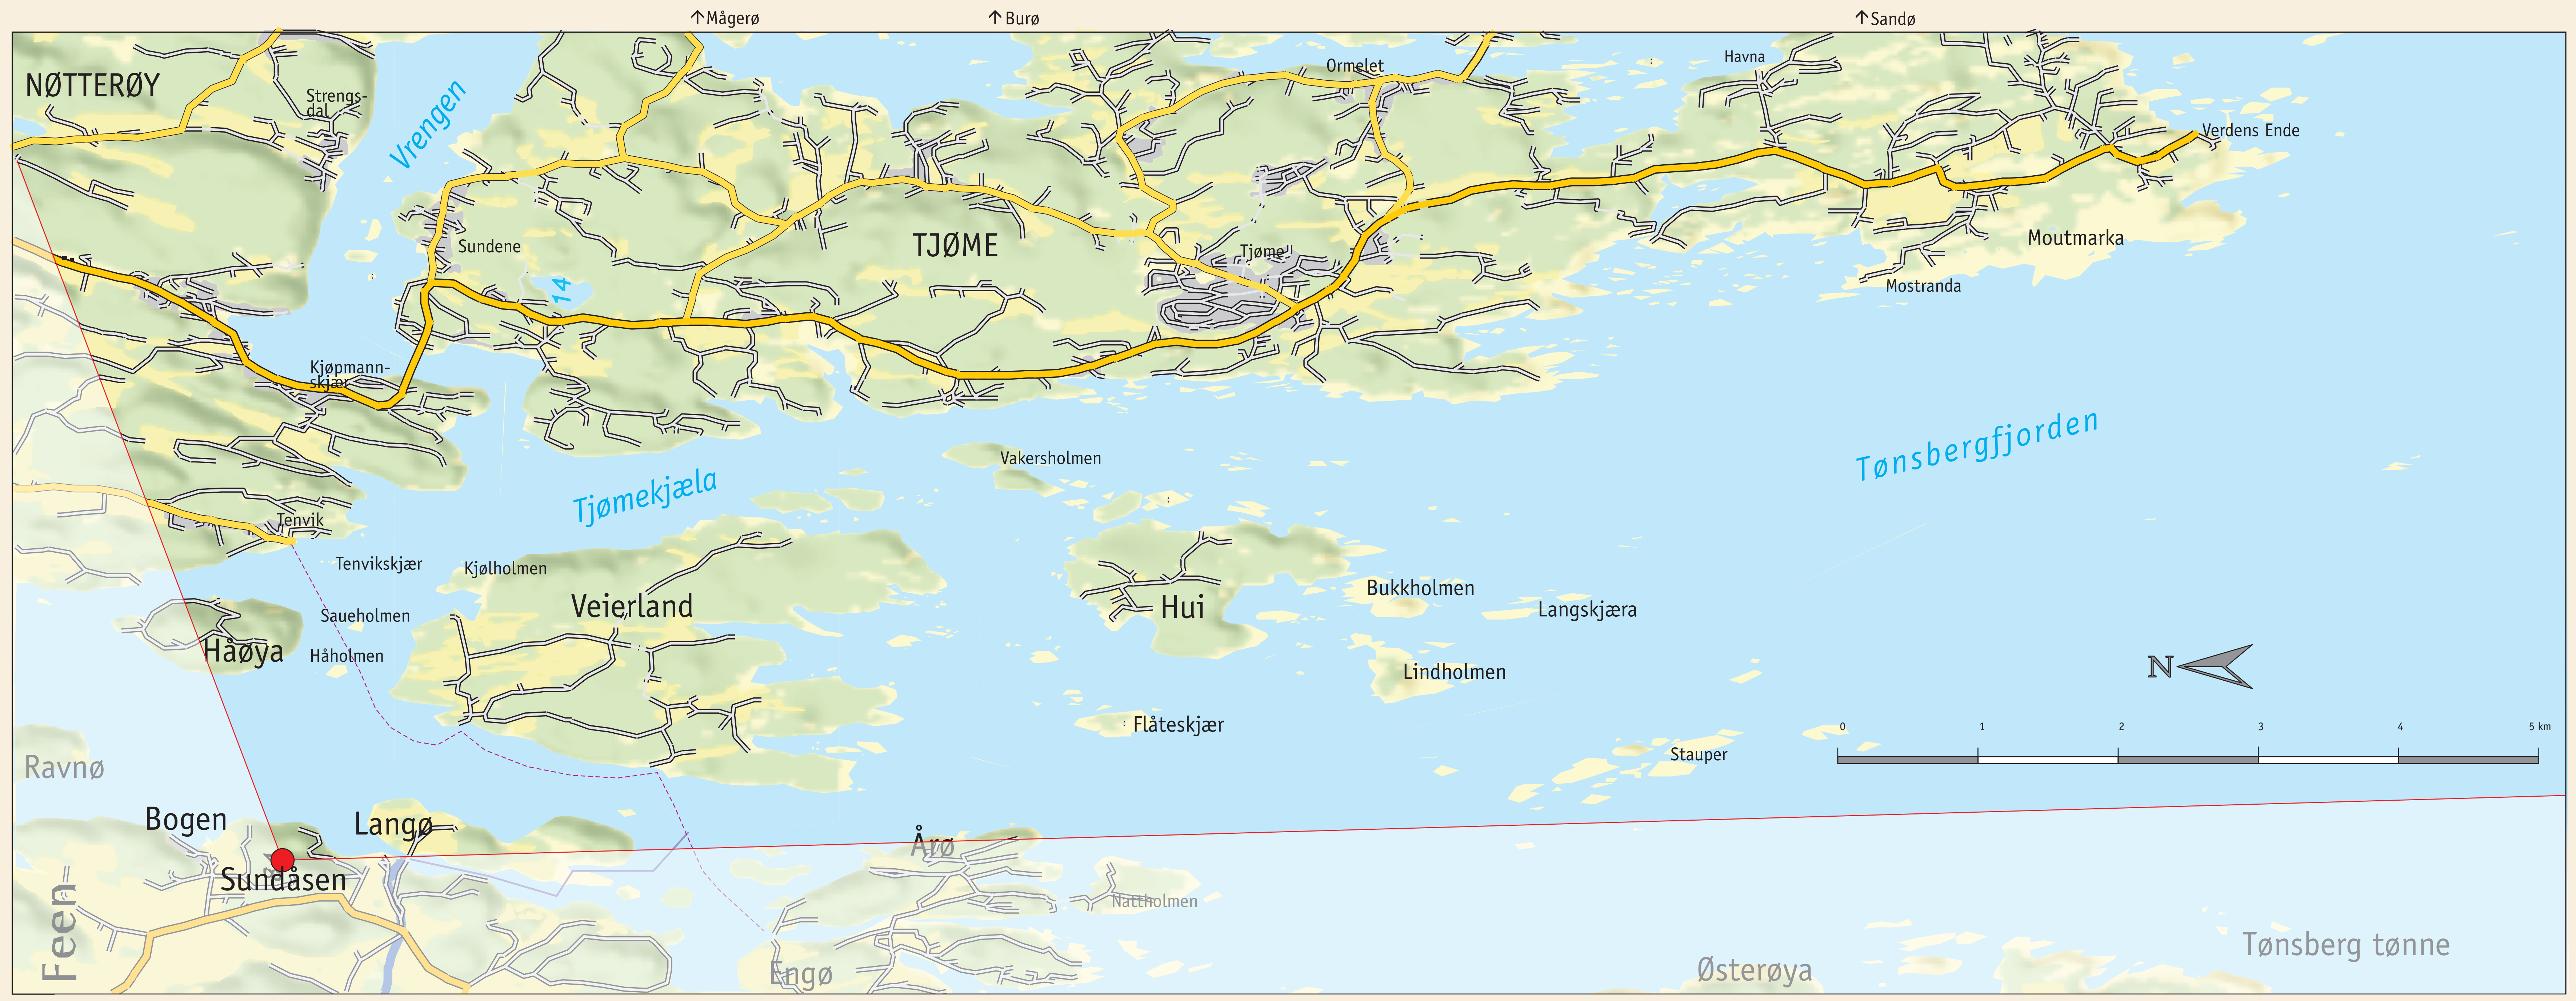 Mågerø
Burø
Sandø
NØTTERØY
Strengs-
dal
Vrengen
Ormelet
Havna
Verdens Ende
Sundene
TJØME
Tjøme
Moutmarka
Mostranda
14
Kjøpmann-
skjær
Tjømekjæla
Vakersholmen
Tønsbergfjorden
Tenvik
Tenvikskjær
Kjølholmen
Saueholmen
Veierland
Hui
Bukkholmen
Langskjæra
Håøya
Håholmen
Lindholmen
N
Flåteskjær
Stauper
0 1 2 3 4 5 km
Ravnø
Bogen
Langø
Årø
Sundåsen
Nattholmen
Feen
Engø
Østerøya
Tønsberg tønne